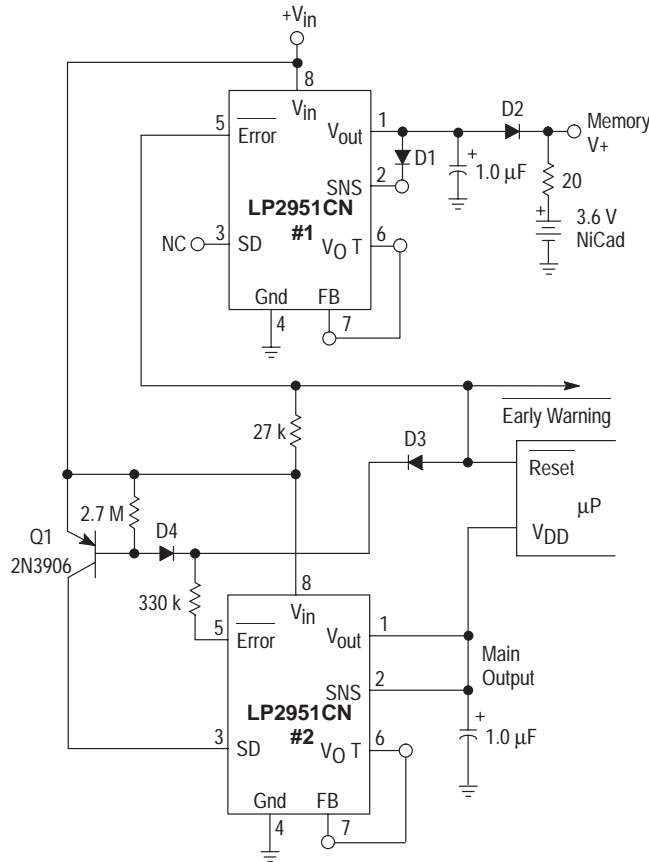 +Vin
8
Vin
5
Error
Vout
1
D2
Memory
V+
D1
+
1.0 µF
SNS
2
20
LP2951CN
#1
+
3.6 V
NiCad
NC
3
SD
VO T
6
Gnd
FB
4
7
27 k
Early Warning
D3
Reset
µP
VDD
2.7 M
D4
Q1
2N3906
330 k
8
Vin
5
Error
Vout
1
Main
Output
SNS
2
LP2951CN
#2
+
1.0 µF
3
SD
VO T
6
Gnd
FB
4
7